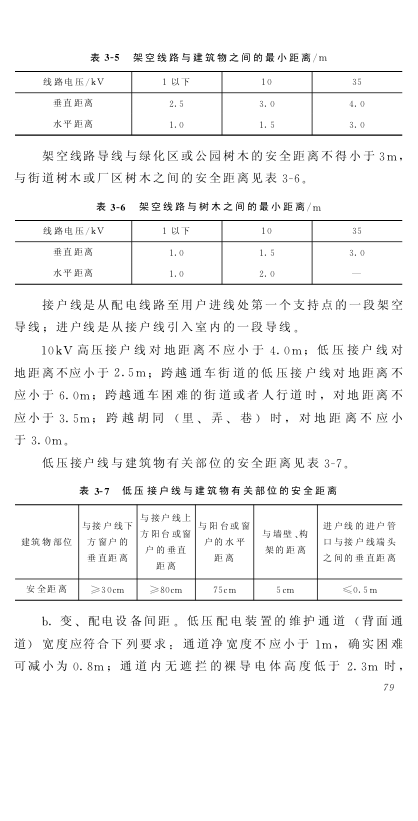 表 3-5 架空线路与建筑物之间的最小距离/m
线路电压/kV 1 以下 10 35
垂直距离 2.5 3.0 4.0
水平距离 1.0 1.5 3.0
架空线路导线与绿化区或公园树木的安全距离不得小于 3m，
与街道树木或厂区树木之间的安全距离见表 3-6。
表 3-6 架空线路与树木之间的最小距离/m
线路电压/kV 1 以下 10 35
垂直距离 1.0 1.5 3.0
水平距离 1.0 2.0 —
接户线是从配电线路至用户进线处第一个支持点的一段架空
导线；进户线是从接户线引入室内的一段导线。
10kV 高压接户线对地距离不应小于 4.0m；低压接户线对
地距离不应小于 2.5m；跨越通车街道的低压接户线对地距离不
应小于 6.0m；跨越通车困难的街道或者人行道时，对地距离不
应小于 3.5m；跨越胡同（里、弄、巷）时，对地距离不应小
于 3.0m。
低压接户线与建筑物有关部位的安全距离见表 3-7。
表 3-7 低压接户线与建筑物有关部位的安全距离
建筑物部位
与接户线下
方窗户的
垂直距离
与接户线上
方阳台或窗
户的垂直
距离
与阳台或窗
户的水平
距离
与墙壁、构
架的距离
进户线的进户管
口与接户线端头
之间的垂直距离
安全距离 ≥30cm ≥80cm 75cm 5cm ≤0.5m
b. 变、配电设备间距。低压配电装置的维护通道（背面通
道）宽度应符合下列要求：通道净宽度不应小于 1m，确实困难
可减小为 0.8m；通道内无遮拦的裸导电体高度低于 2.3m 时，
79